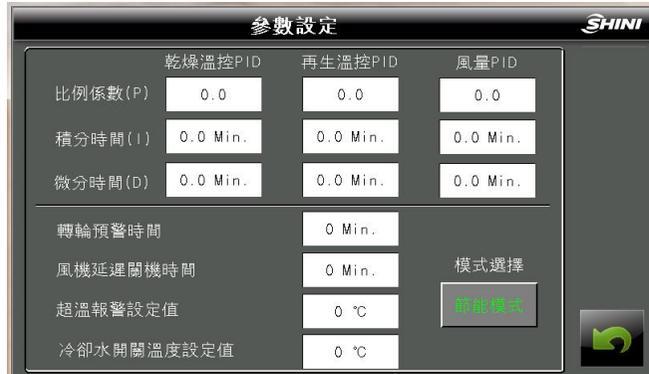 參數設定
SHINI
乾燥溫控PID 再生溫控PID 風量PID
比例係數(P) 0.0 0.0 0.0
積分時間(I) 0.0 Min. 0.0 Min. 0.0 Min.
微分時間(D) 0.0 Min. 0.0 Min. 0.0 Min.
轉輪預警時間 0 Min.
風機延遲關機時間 0 Min.
模式選擇
超溫報警設定值 0 ℃
節能模式
冷卻水開關溫度設定值 0 ℃